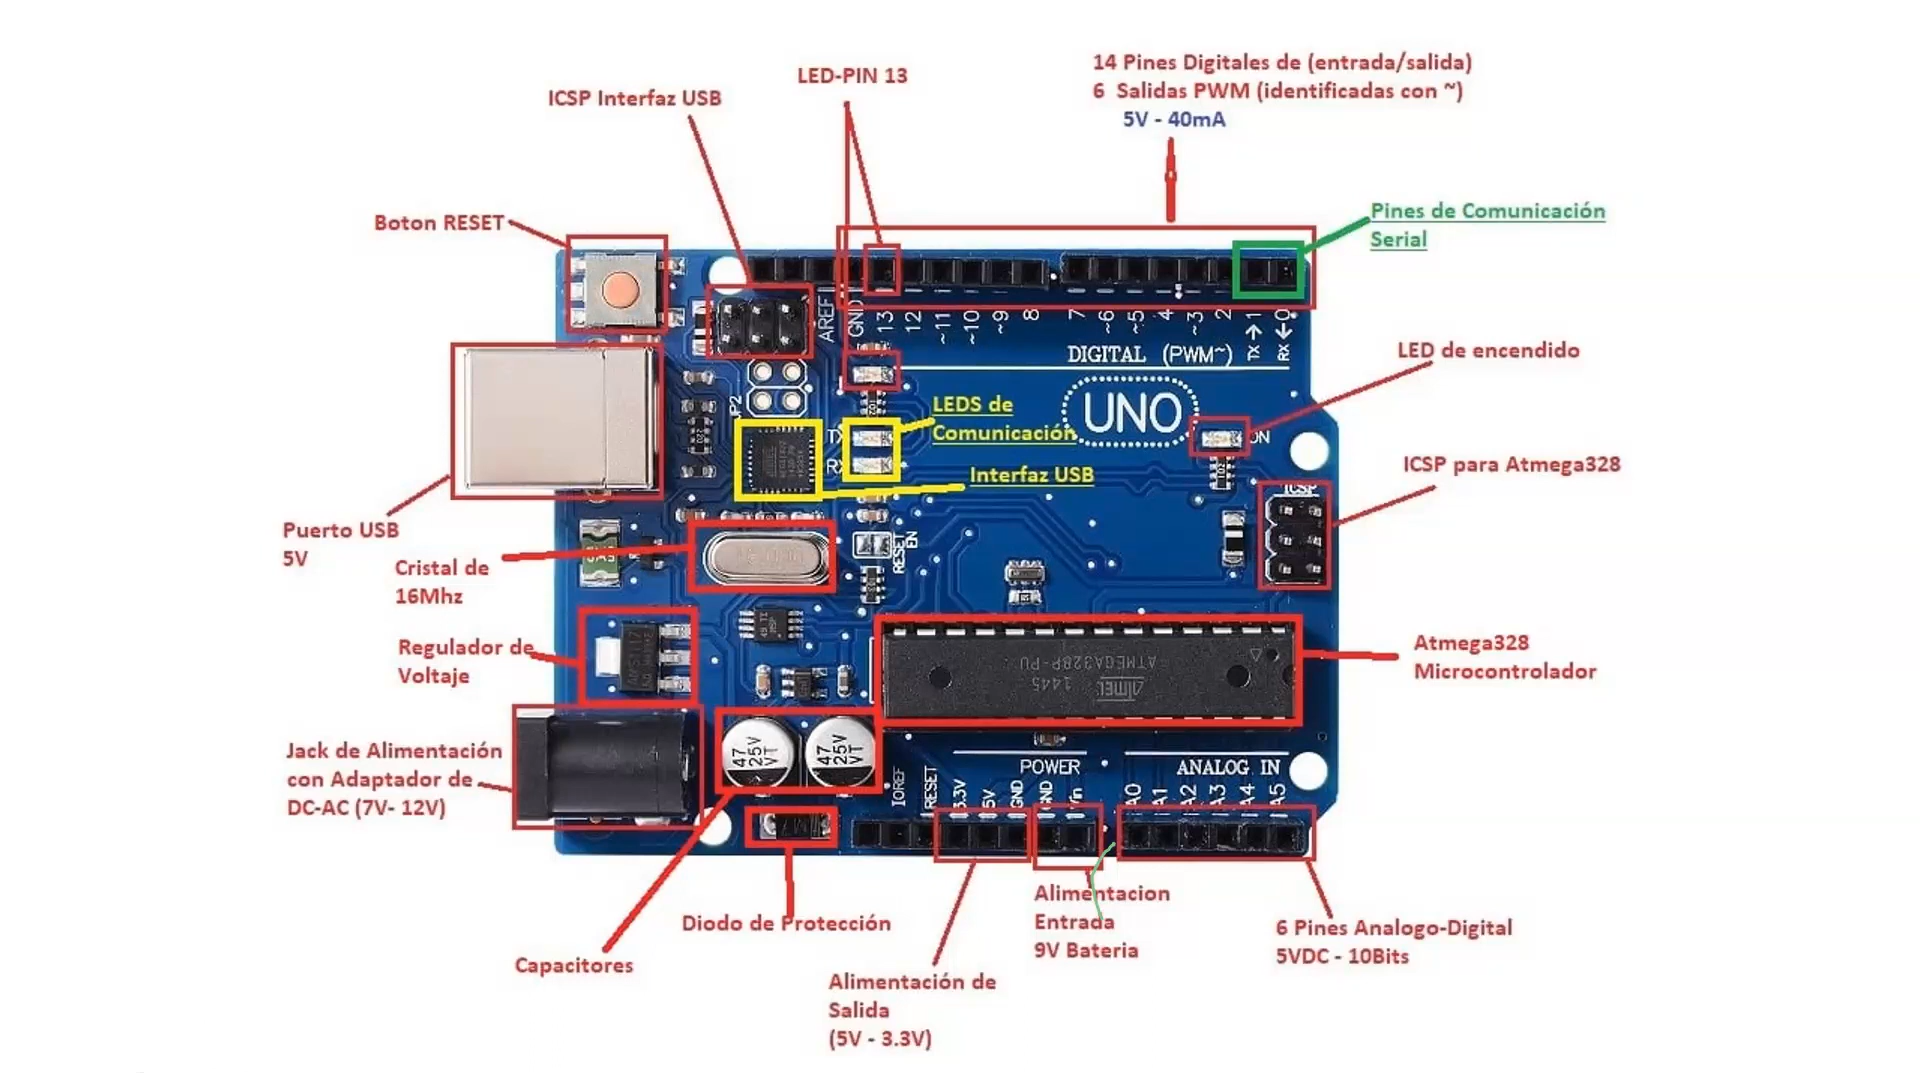 14 Pines Digitales de (entrada/salida)
6 Salidas PWM (identificadas con ~)
5V - 40mA
LED-PIN 13
ICSP Interfaz USB
Boton RESET
Pines de Comunicación
Serial
AREF
GND
13
12
~11
~10
~9
8
7
~6
~5
4
~3
2
TX→1
RX←0
DIGITAL (PWM~)
LED de encendido
LEDS de
Comunicación
UNO
ON
TX
RX
Interfaz USB
ICSP para Atmega328
ICSP
Puerto USB
5V
Cristal de
16Mhz
RESET
EN
Regulador de
Voltaje
Atmega328
Microcontrolador
ATMEGA328P-PU
1445
ATMEL
Jack de Alimentación
con Adaptador de
DC-AC (7V- 12V)
47
25V
VT
47
25V
VT
POWER
ANALOG IN
IOREF
RESET
3.3V
5V
GND
GND
Vin
A0
A1
A2
A3
A4
A5
M7
Alimentacion
Entrada
9V Bateria
Diodo de Protección
6 Pines Analogo-Digital
5VDC - 10Bits
Capacitores
Alimentación de
Salida
(5V - 3.3V)